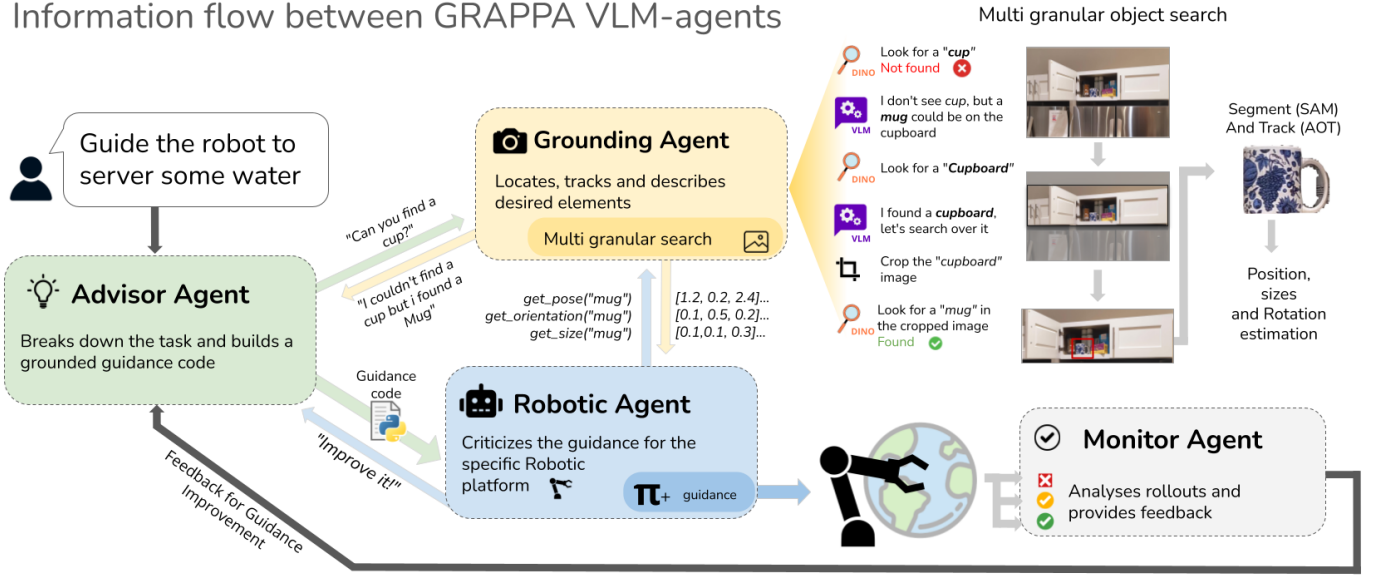 Information flow between GRAPPA VLM-agents
Multi granular object search
Guide the robot to
server some water
Advisor Agent
Breaks down the task and builds a
grounded guidance code
"Can you find a
cup?"
"I couldn't find a
cup but i found a
Mug"
Grounding Agent
Locates, tracks and describes
desired elements
Multi granular search
get_pose("mug")
get_orientation("mug")
get_size("mug")
[1.2, 0.2, 2.4]...
[0.1, 0.5, 0.2]...
[0.1,0.1, 0.3]...
Guidance
code
"Improve it!"
Robotic Agent
Criticizes the guidance for the
specific Robotic
platform
π+ guidance
Feedback for Guidance
Improvement
DINO
Look for a "cup"
Not found
VLM
I don't see cup, but a
mug could be on the
cupboard
DINO
Look for a "Cupboard"
VLM
I found a cupboard,
let's search over it
Crop the "cupboard"
image
DINO
Look for a "mug" in
the cropped image
Found
Segment (SAM)
And Track (AOT)
Position,
sizes
and Rotation
estimation
Monitor Agent
Analyses rollouts and
provides feedback